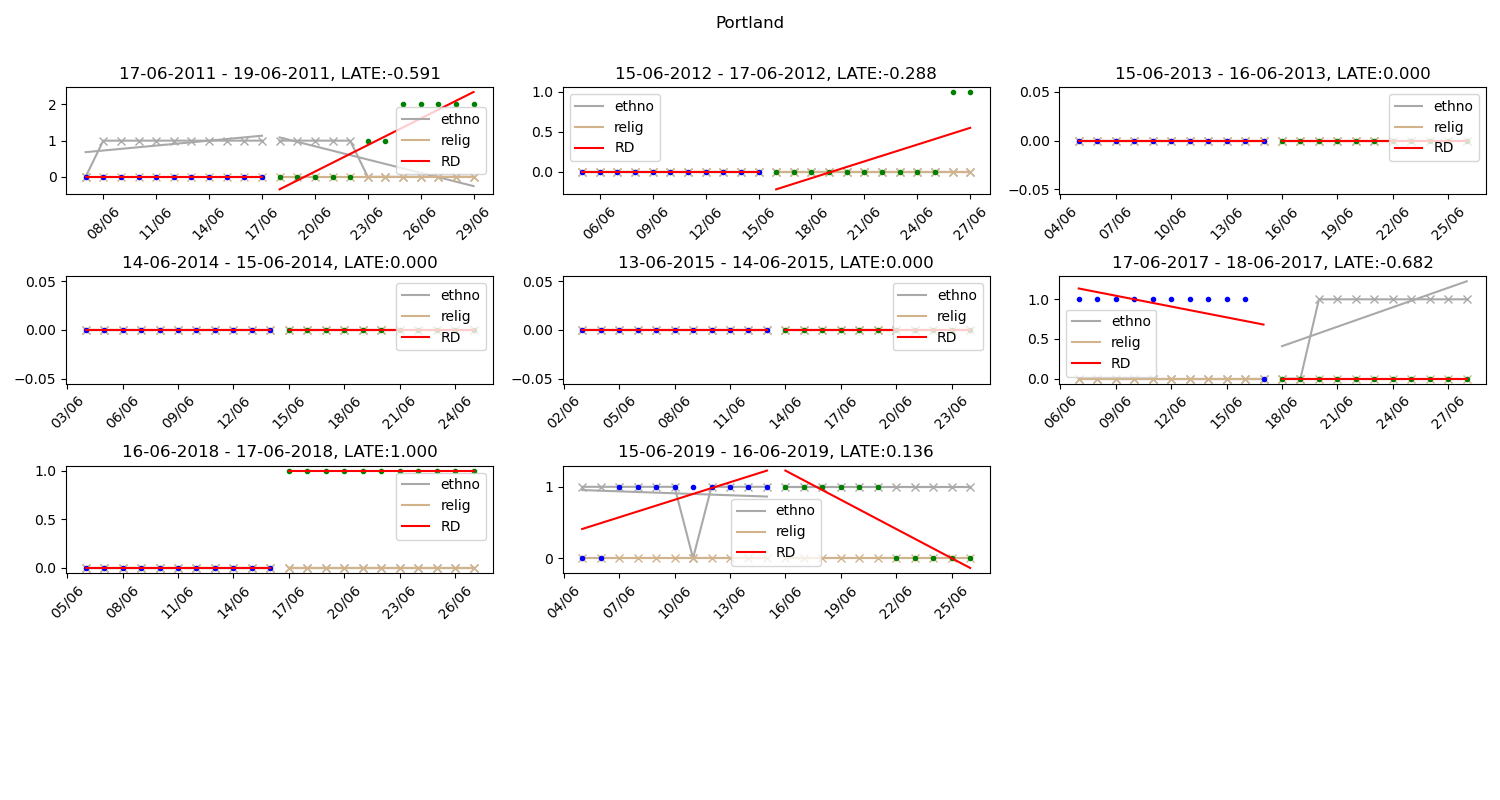 Portland
17-06-2011 - 19-06-2011, LATE:-0.591
2
1
0
ethno
relig
RD
08/06
11/06
14/06
17/06
20/06
23/06
26/06
29/06
15-06-2012 - 17-06-2012, LATE:-0.288
1.0
0.5
0.0
ethno
relig
RD
06/06
09/06
12/06
15/06
18/06
21/06
24/06
27/06
15-06-2013 - 16-06-2013, LATE:0.000
0.05
0.00
−0.05
ethno
relig
RD
04/06
07/06
10/06
13/06
16/06
19/06
22/06
25/06
14-06-2014 - 15-06-2014, LATE:0.000
0.05
0.00
−0.05
ethno
relig
RD
03/06
06/06
09/06
12/06
15/06
18/06
21/06
24/06
13-06-2015 - 14-06-2015, LATE:0.000
0.05
0.00
−0.05
ethno
relig
RD
02/06
05/06
08/06
11/06
14/06
17/06
20/06
23/06
17-06-2017 - 18-06-2017, LATE:-0.682
1.0
0.5
0.0
ethno
relig
RD
06/06
09/06
12/06
15/06
18/06
21/06
24/06
27/06
16-06-2018 - 17-06-2018, LATE:1.000
1.0
0.5
0.0
ethno
relig
RD
05/06
08/06
11/06
14/06
17/06
20/06
23/06
26/06
15-06-2019 - 16-06-2019, LATE:0.136
1
0
ethno
relig
RD
04/06
07/06
10/06
13/06
16/06
19/06
22/06
25/06